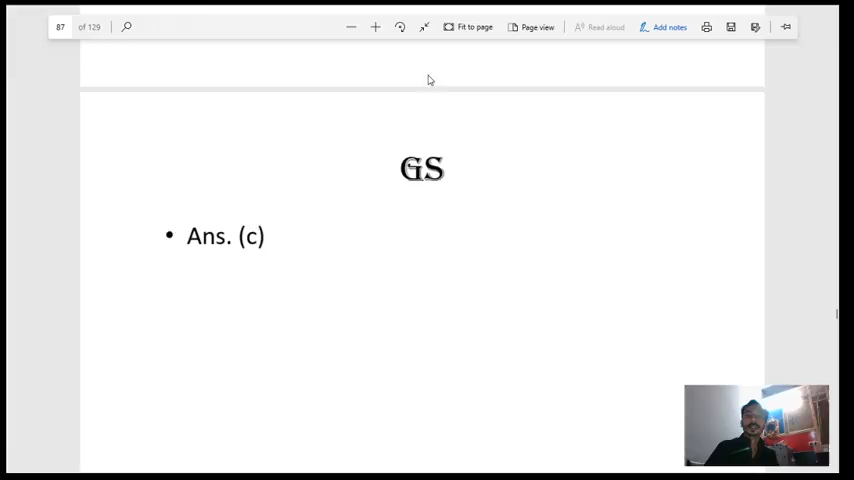 87 of 129 Fit to page Page view Read aloud Add notes
GS
• Ans. (c)